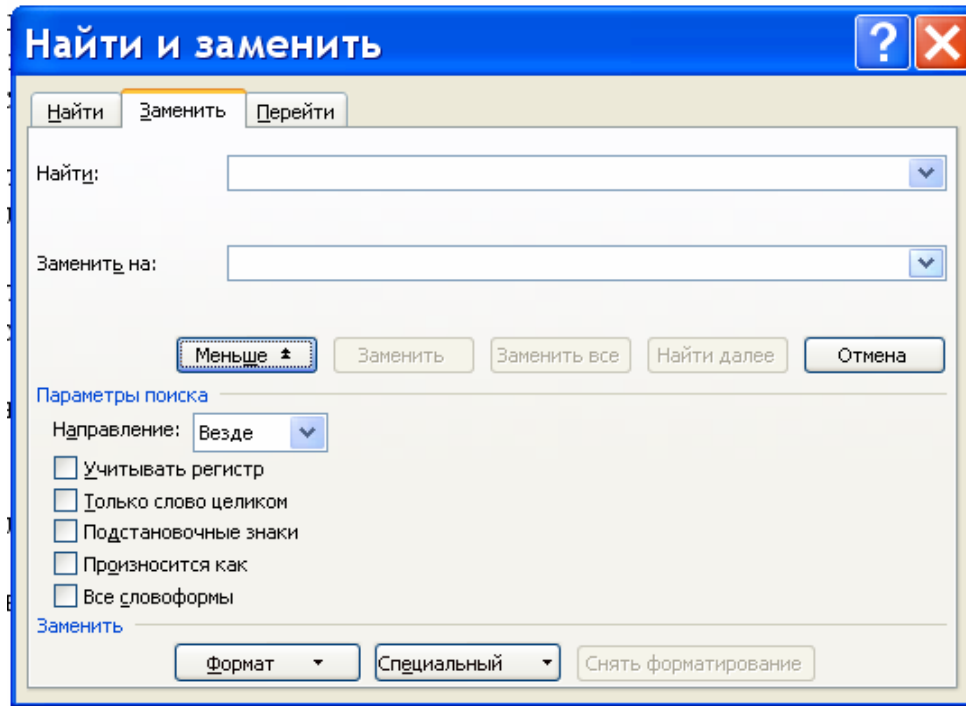 Найти и заменить
Найти Заменить Перейти
Найти:
Заменить на:
Меньше Заменить Заменить все Найти далее Отмена
Параметры поиска
Направление: Везде
Учитывать регистр
Только слово целиком
Подстановочные знаки
Произносится как
Все словоформы
Заменить
Формат Специальный Снять форматирование